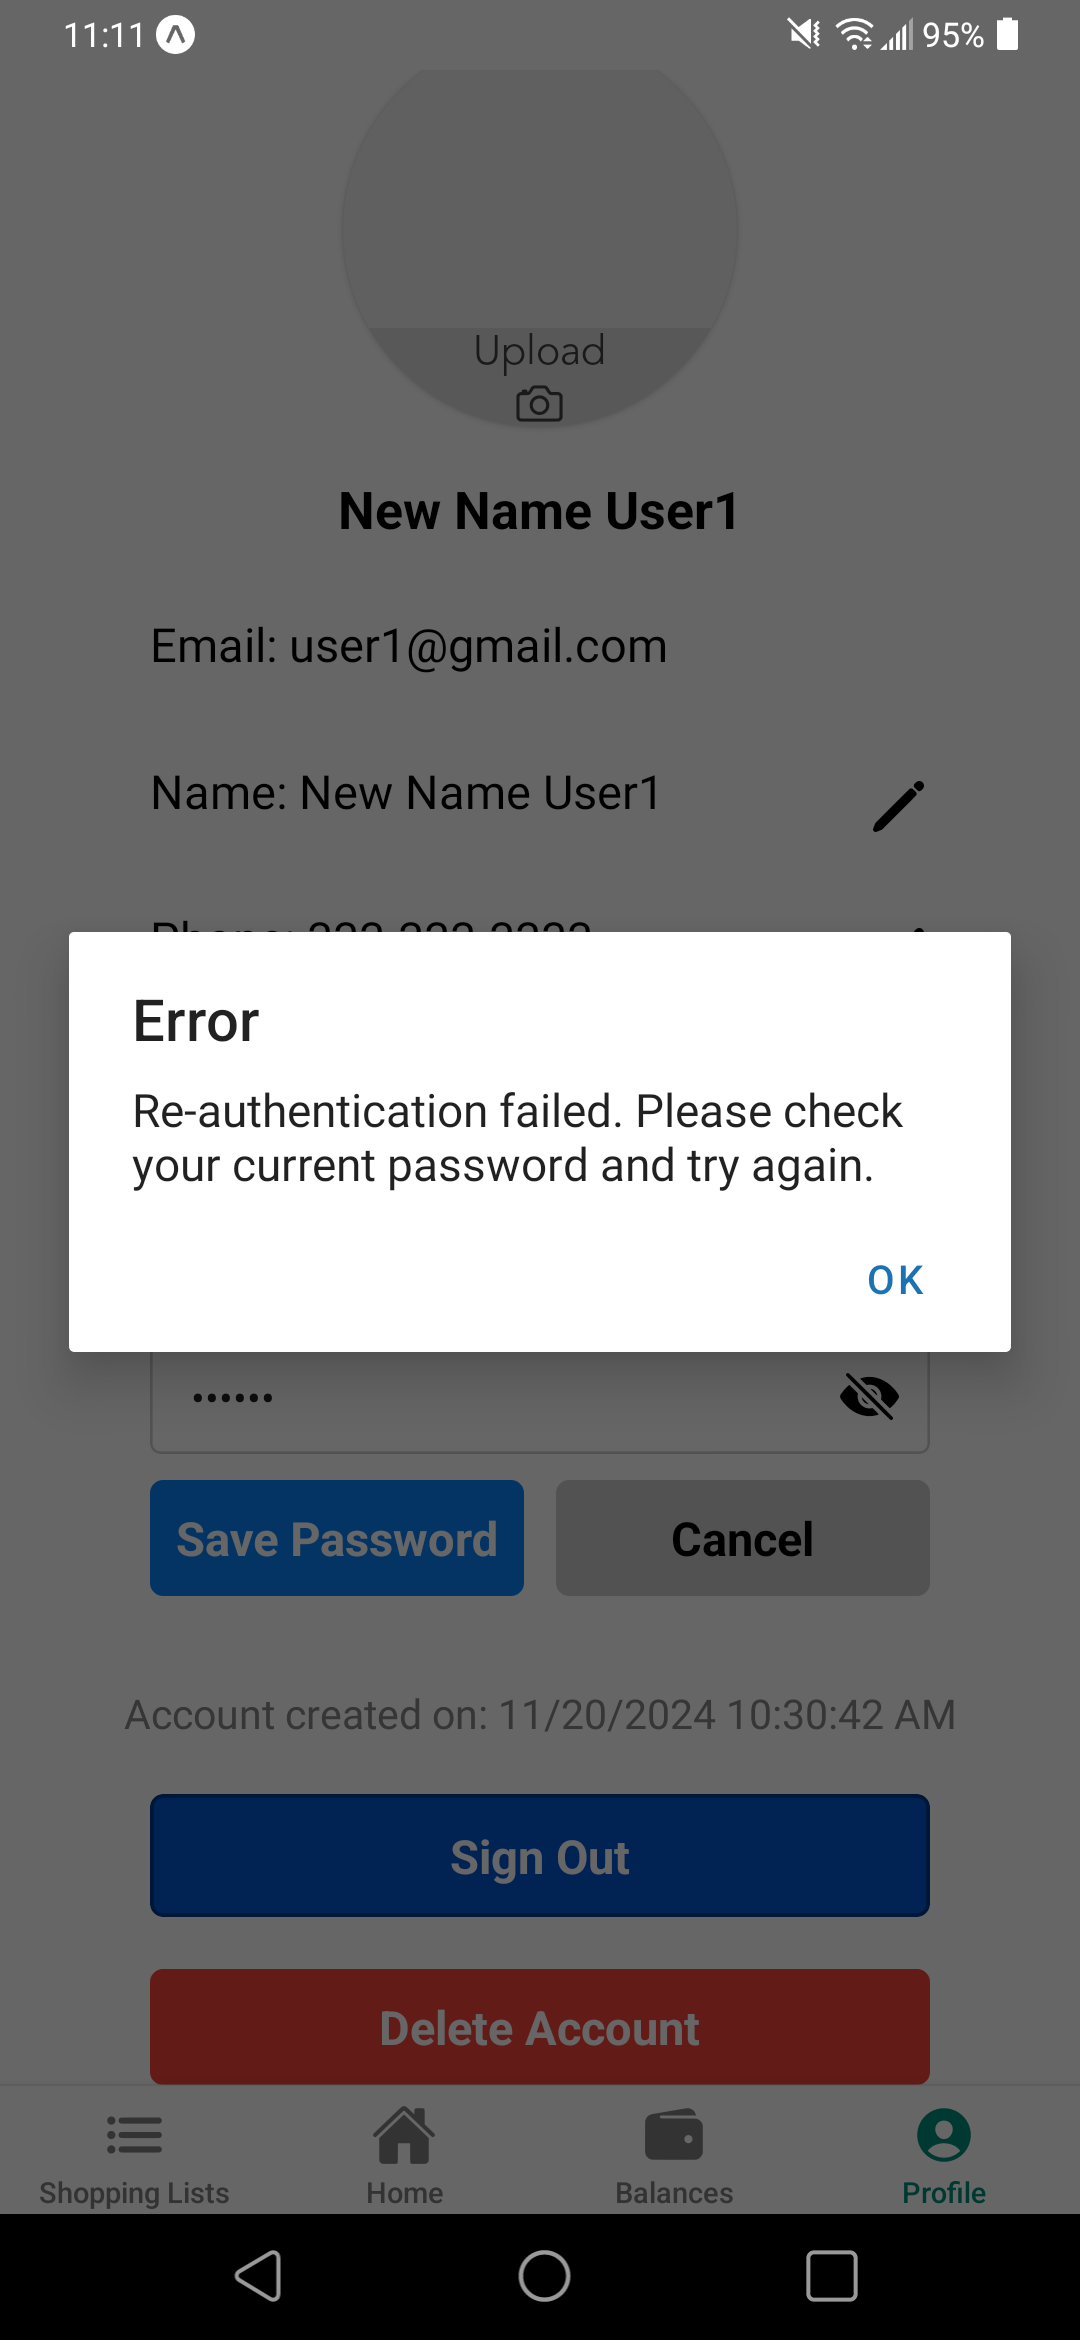 11:11
95%
Upload
New Name User1
Email: user1@gmail.com
Name: New Name User1
Error
Re-authentication failed. Please check
your current password and try again.
OK
••••••
Save Password
Cancel
Account created on: 11/20/2024 10:30:42 AM
Sign Out
Delete Account
Shopping Lists
Home
Balances
Profile